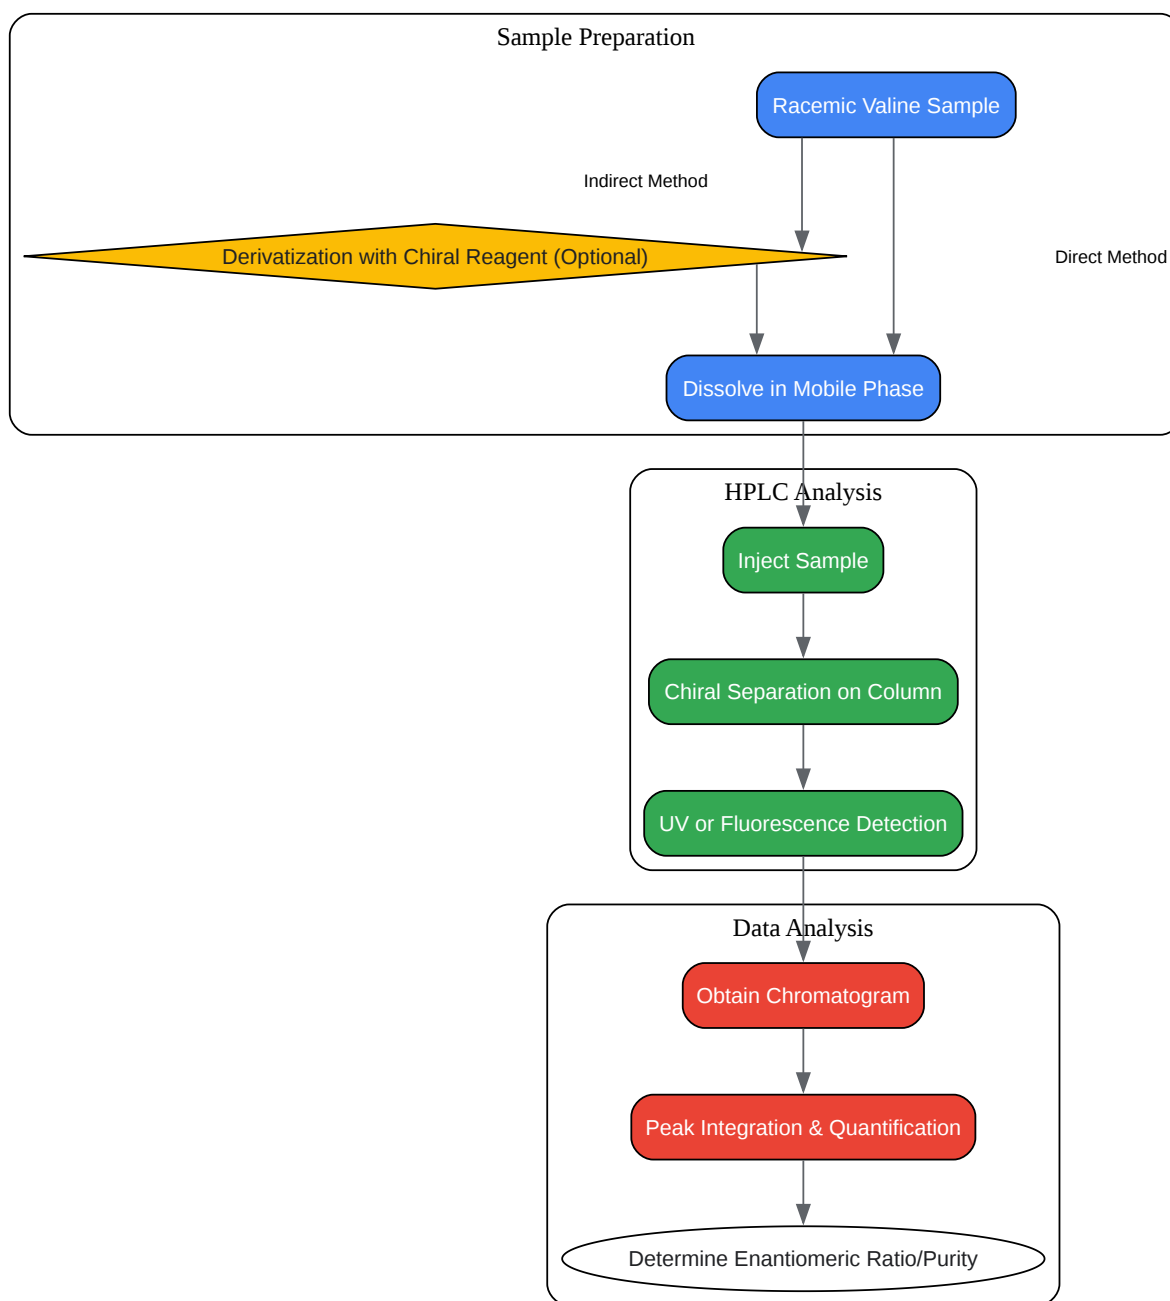 Sample Preparation
Racemic Valine Sample
Indirect Method
Derivatization with Chiral Reagent (Optional)
Direct Method
Dissolve in Mobile Phase
HPLC Analysis
Inject Sample
Chiral Separation on Column
UV or Fluorescence Detection
Data Analysis
Obtain Chromatogram
Peak Integration & Quantification
Determine Enantiomeric Ratio/Purity